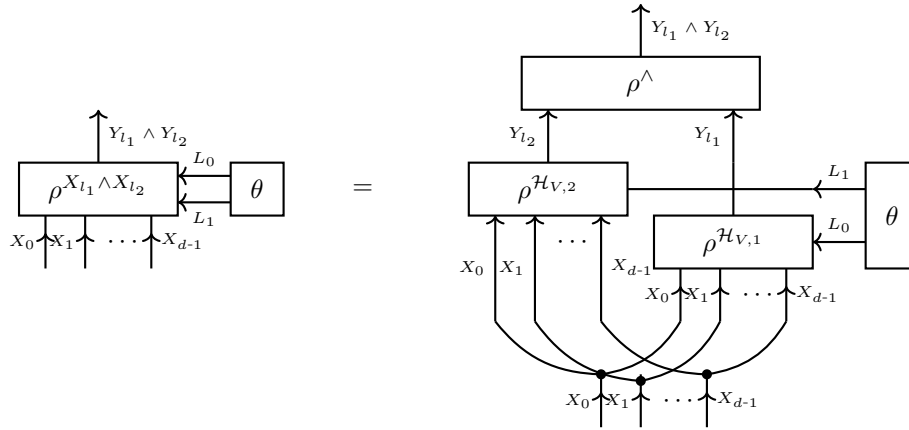 Y_{l_1} ∧ Y_{l_2}
ρ^∧
Y_{l_1} ∧ Y_{l_2}
Y_{l_2} Y_{l_1}
L_0 L_1
ρ^{X_{l_1} ∧ X_{l_2}} θ = ρ^{\mathcal{H}_{V,2}} θ
L_1 L_0
X_0 X_1 ··· X_{d-1} ··· ρ^{\mathcal{H}_{V,1}}
X_0 X_1 X_{d-1} X_0 X_1 ··· X_{d-1}
X_0 X_1 ··· X_{d-1}